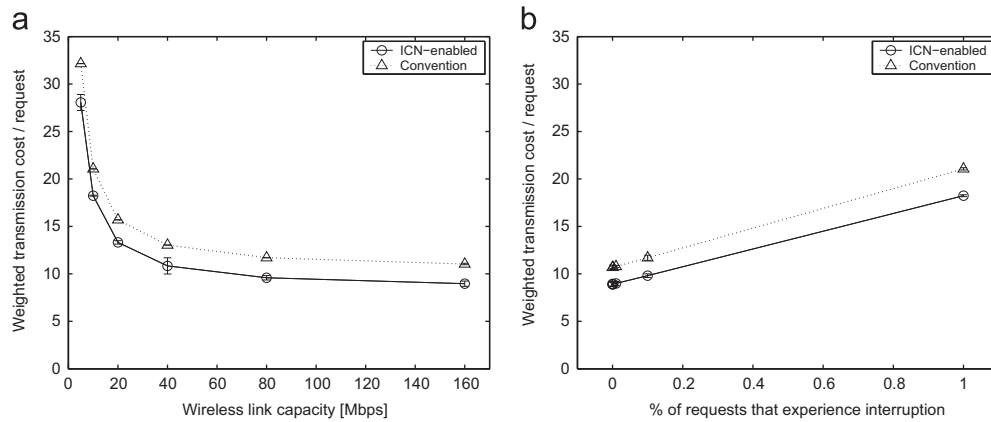 a
35
30
25
20
15
10
5
0
Weighted transmission cost / request
ICN-enabled
Convention
0 20 40 60 80 100 120 140 160
Wireless link capacity [Mbps]
b
35
30
25
20
15
10
5
0
Weighted transmission cost / request
ICN-enabled
Convention
0 0.2 0.4 0.6 0.8 1
% of requests that experience interruption